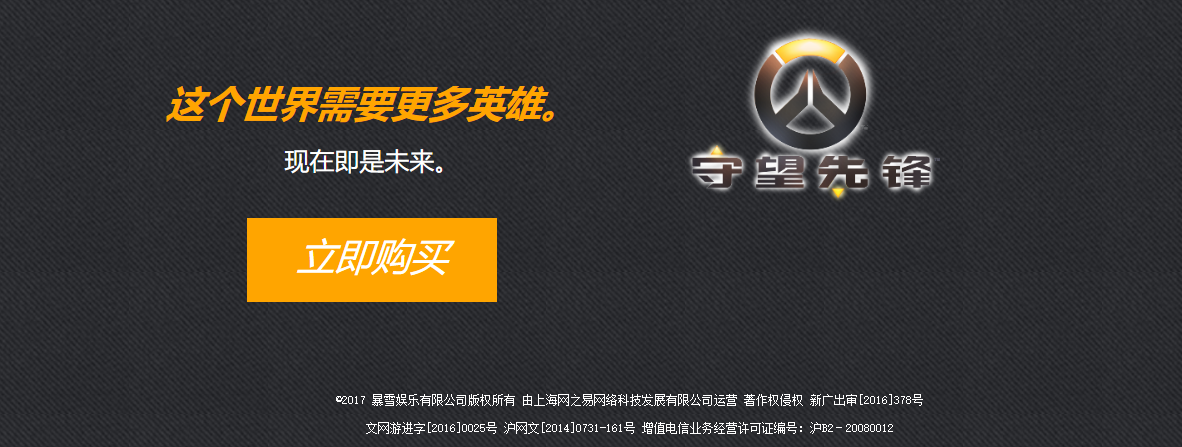 这个世界需要更多英雄。
现在即是未来。
立即购买
守望先锋
©2017 暴雪娱乐有限公司版权所有 由上海网之易网络科技发展有限公司运营 著作权侵权 新广出审[2016]378号
文网游进字[2016]0025号 沪网文[2014]0731-161号 增值电信业务经营许可证编号：沪B2－20080012